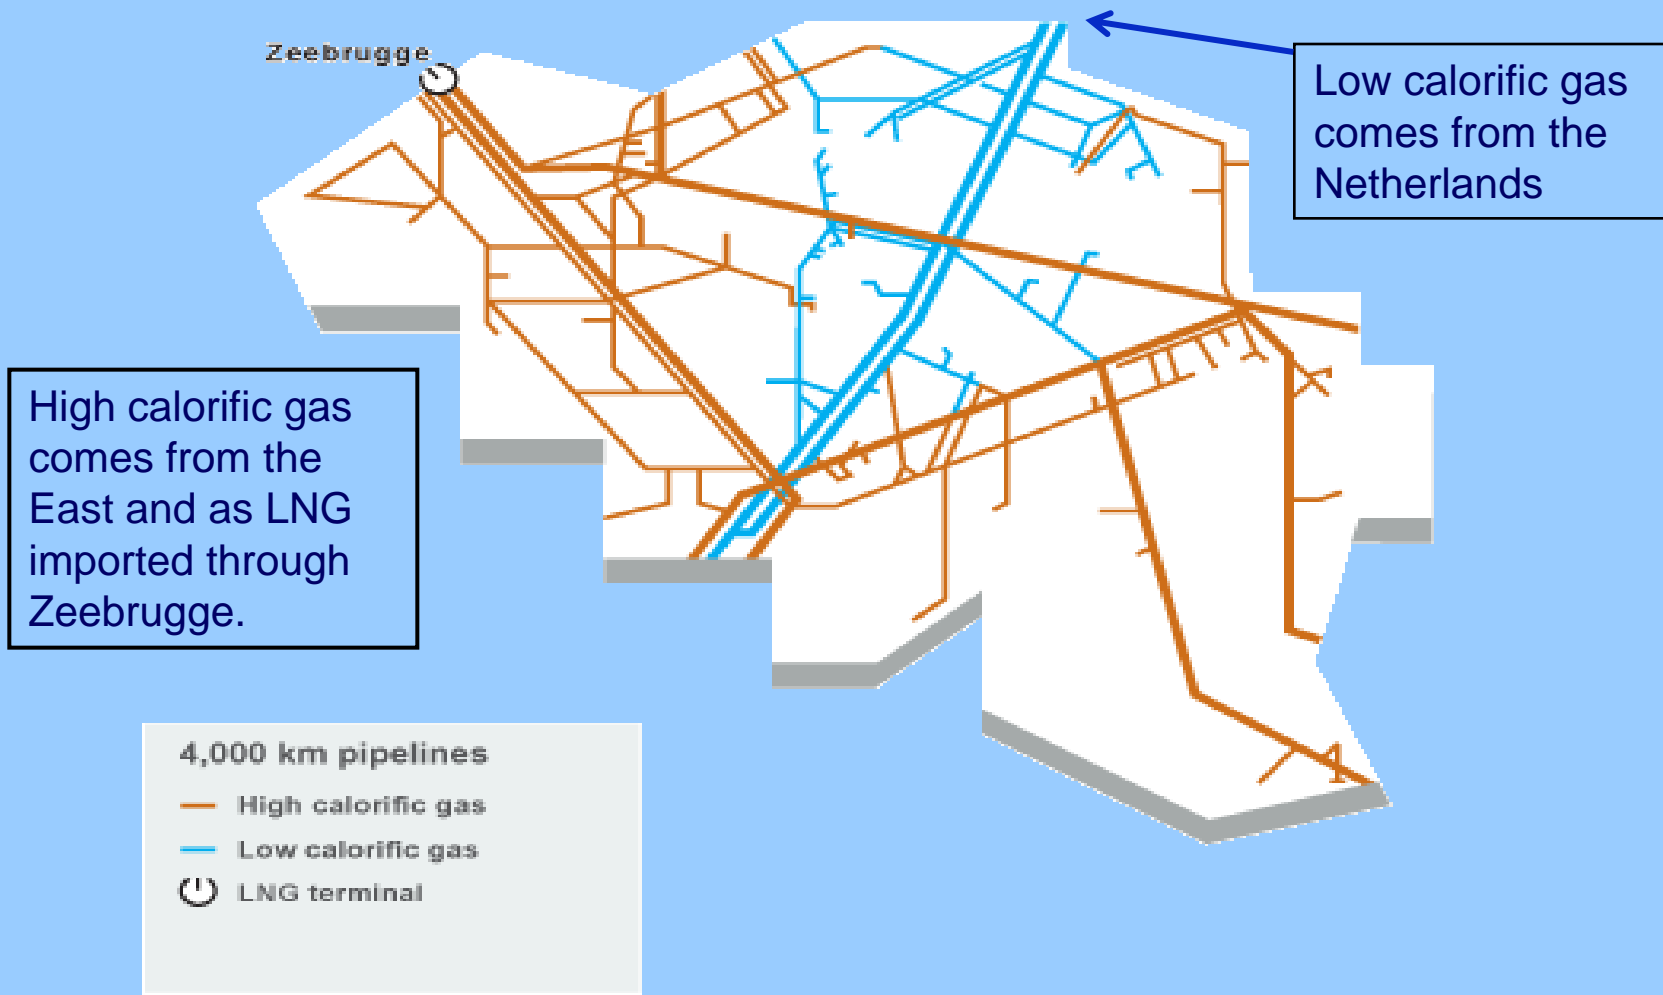 Zeebrugge
Low calorific gas
comes from the
Netherlands
High calorific gas
comes from the
East and as LNG
imported through
Zeebrugge.
4,000 km pipelines
High calorific gas
Low calorific gas
LNG terminal